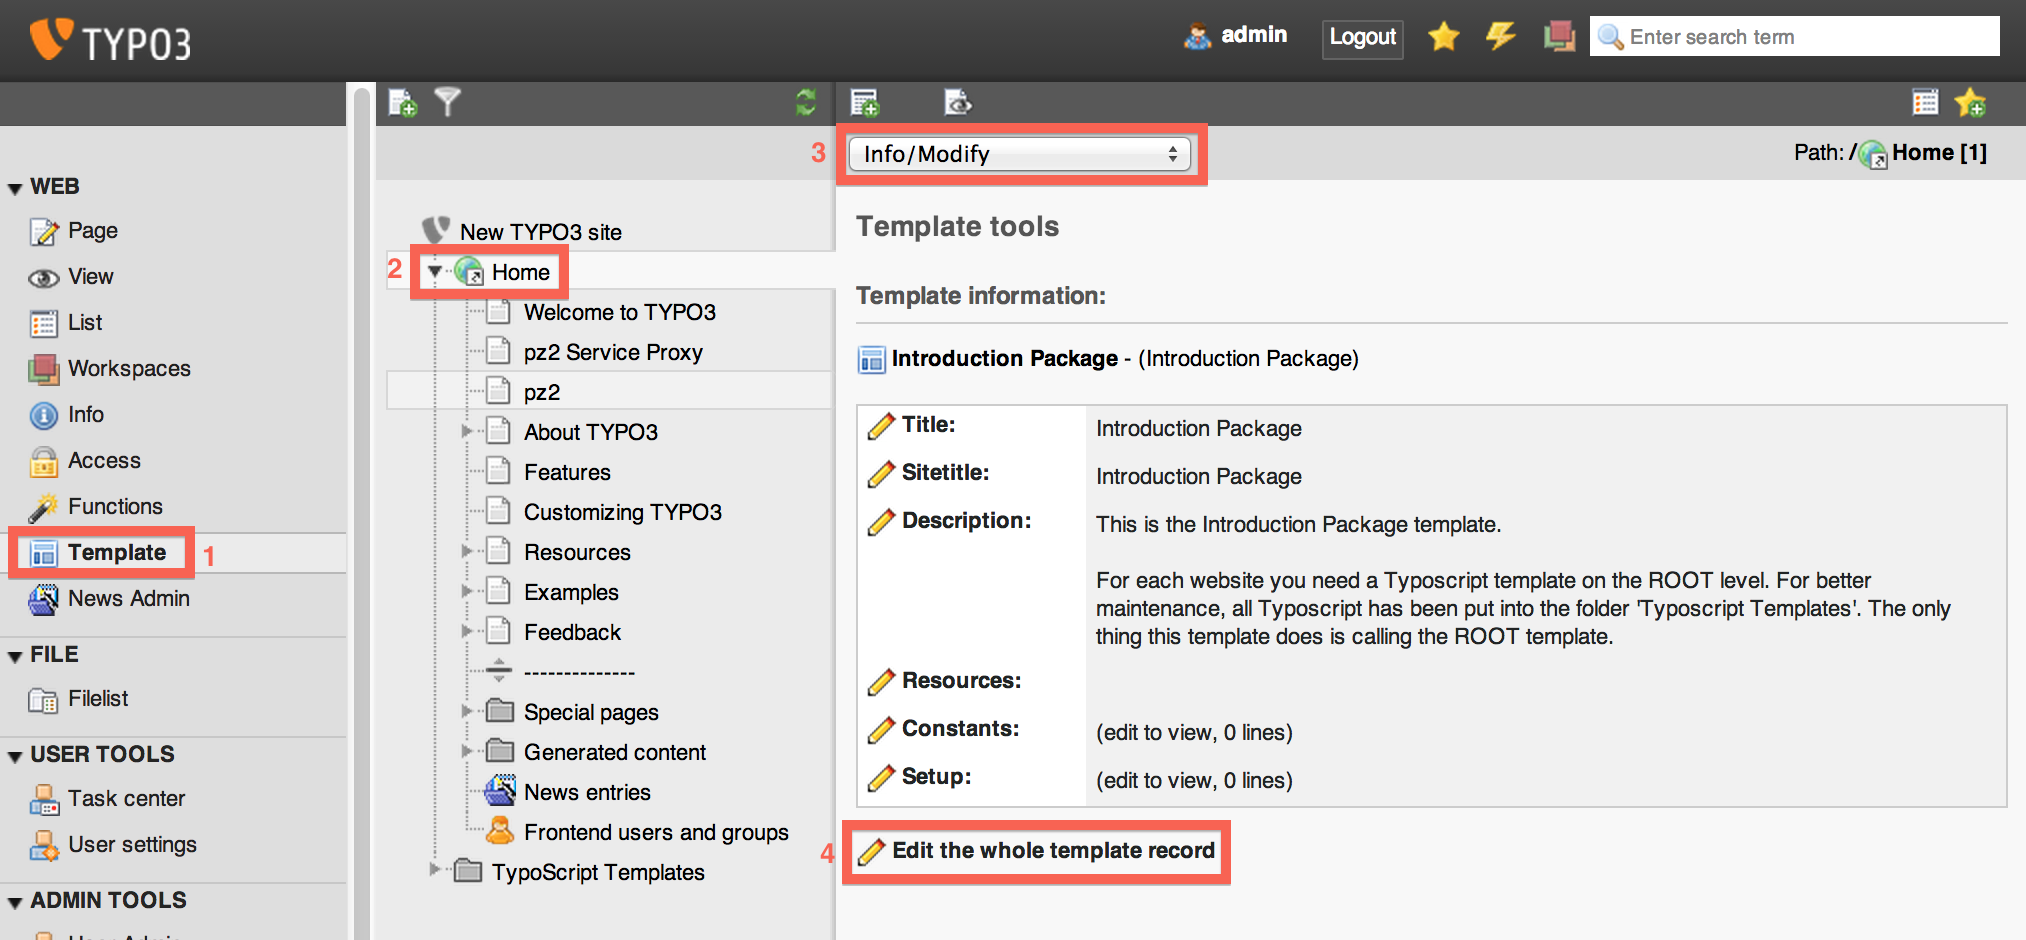 TYPO3
admin
Logout
Enter search term
3
Info/Modify
Path: / Home [1]
WEB
Page
View
List
Workspaces
Info
Access
Functions
Template
1
News Admin
FILE
Filelist
USER TOOLS
Task center
User settings
ADMIN TOOLS
New TYPO3 site
2
Home
Welcome to TYPO3
pz2 Service Proxy
pz2
About TYPO3
Features
Customizing TYPO3
Resources
Examples
Feedback
--------------
Special pages
Generated content
News entries
Frontend users and groups
TypoScript Templates
Template tools
Template information:
Introduction Package - (Introduction Package)
Title: Introduction Package
Sitetitle: Introduction Package
Description: This is the Introduction Package template.
For each website you need a Typoscript template on the ROOT level. For better
maintenance, all Typoscript has been put into the folder 'Typoscript Templates'. The only
thing this template does is calling the ROOT template.
Resources:
Constants: (edit to view, 0 lines)
Setup: (edit to view, 0 lines)
4
Edit the whole template record